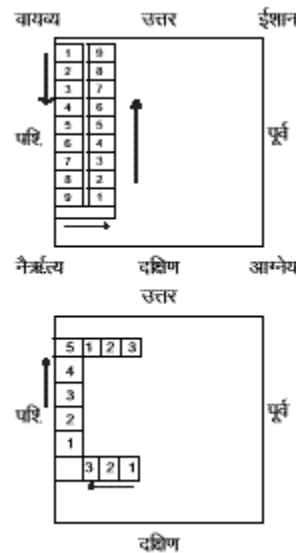 वायव्य उत्तर ईशान
1 9
2 8
3 7
4 6
5 5
पश्चि. 6 4 पूर्व
7 3
8 2
9 1
नैर्ऋत्य दक्षिण आग्नेय
उत्तर
5 1 2 3
4
3
पश्चि. 2 पूर्व
1
3 2 1
दक्षिण